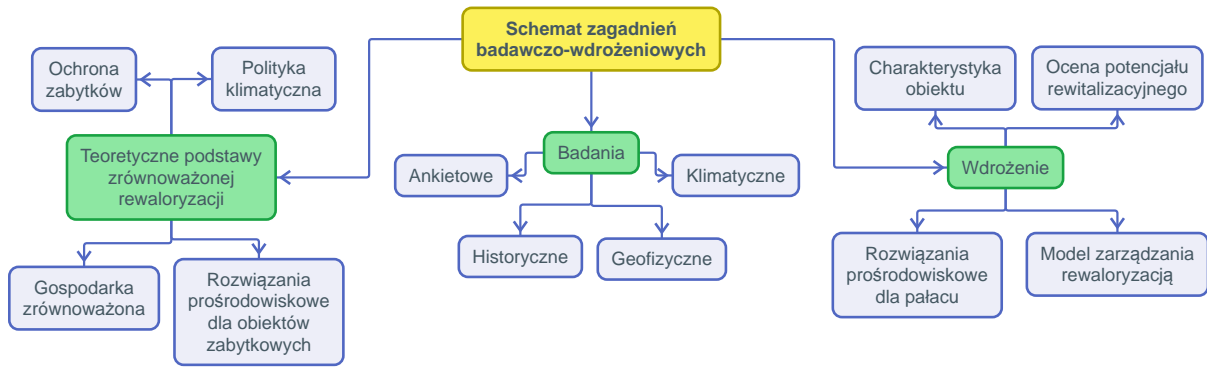 Schemat zagadnień
badawczo-wdrożeniowych
Ochrona
zabytków
Polityka
klimatyczna
Teoretyczne podstawy
zrównoważonej
rewaloryzacji
Gospodarka
zrównoważona
Rozwiązania
prośrodowiskowe
dla obiektów
zabytkowych
Badania
Ankietowe
Klimatyczne
Historyczne
Geofizyczne
Charakterystyka
obiektu
Ocena potencjału
rewitalizacyjnego
Wdrożenie
Rozwiązania
prośrodowiskowe
dla pałacu
Model zarządzania
rewaloryzacją